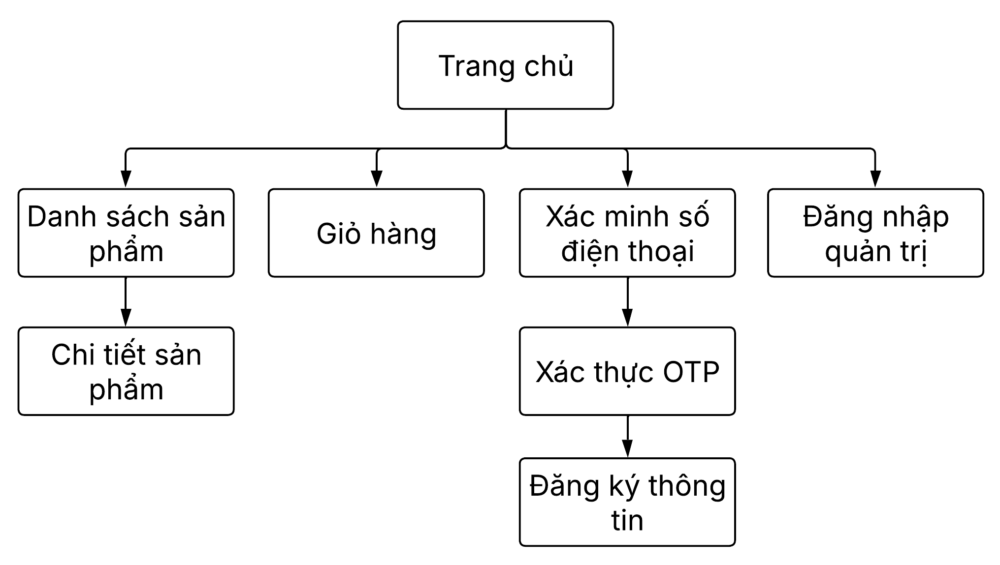 Trang chủ
Danh sách sản
phẩm
Giỏ hàng
Xác minh số
điện thoại
Đăng nhập
quản trị
Chi tiết sản
phẩm
Xác thực OTP
Đăng ký thông
tin